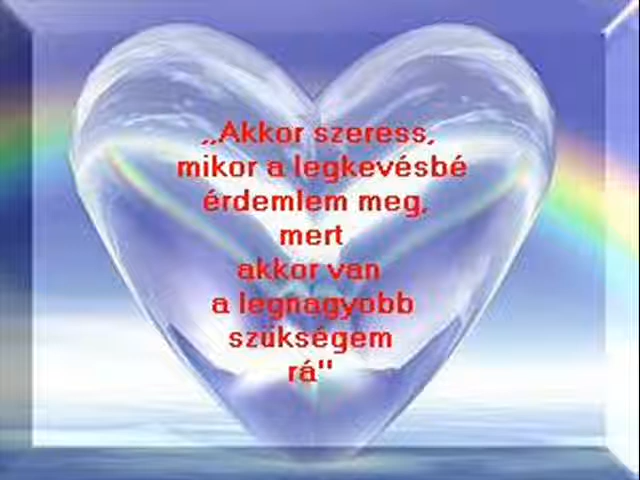 „Akkor szeress,
mikor a legkevésbé
érdemlem meg,
mert
akkor van
a legnagyobb
szükségem
rá"